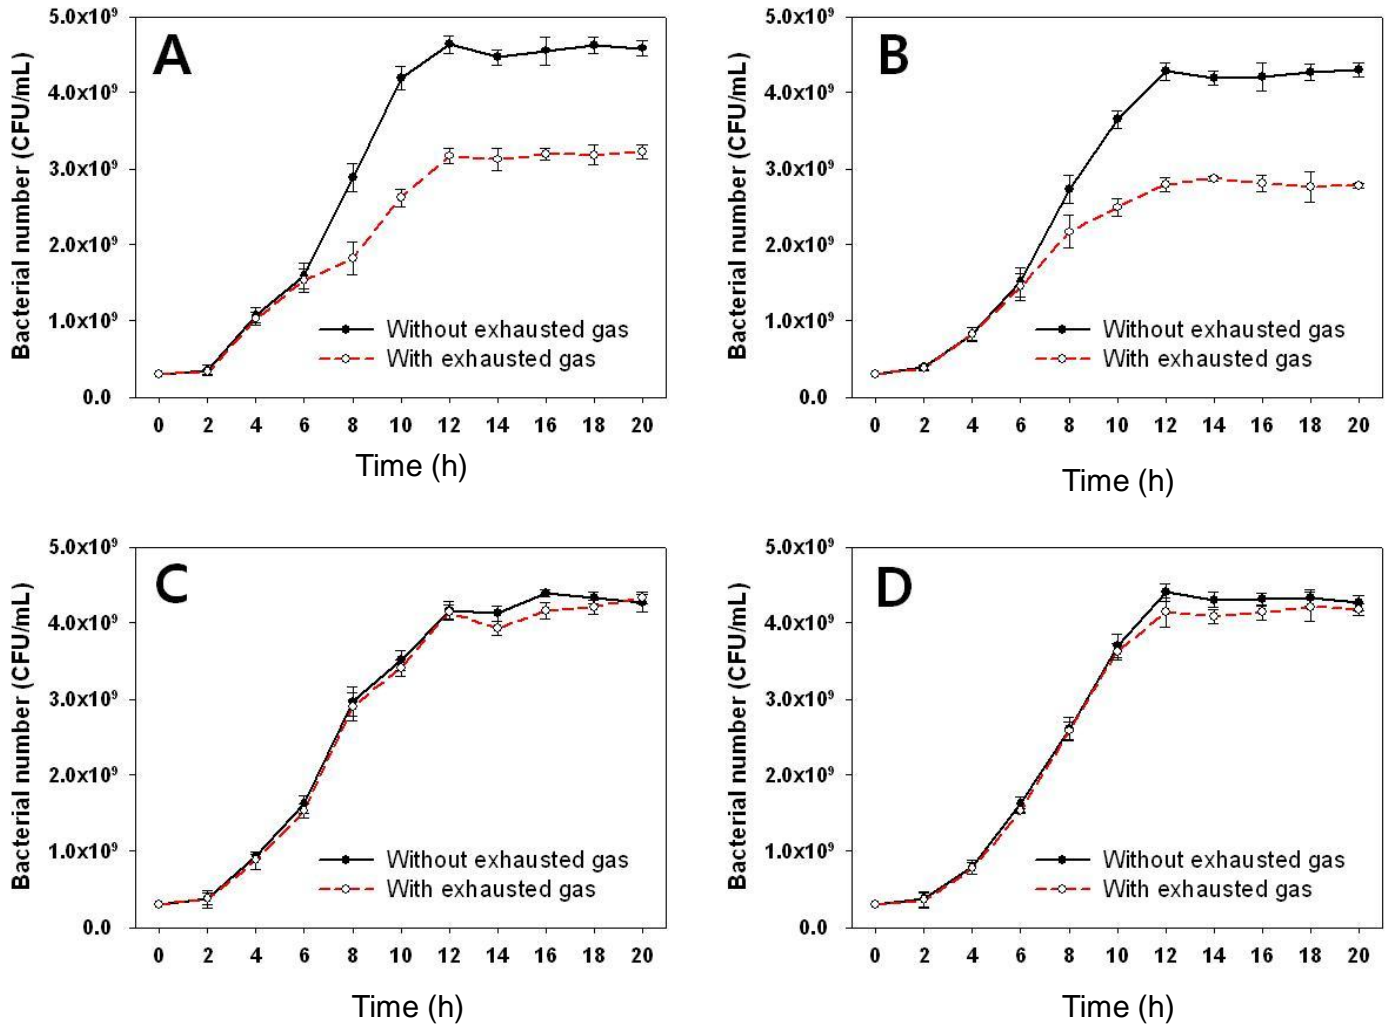 A
Bacterial number (CFU/mL)
5.0x10⁹
4.0x10⁹
3.0x10⁹
2.0x10⁹
1.0x10⁹
0.0
Without exhausted gas
With exhausted gas
0 2 4 6 8 10 12 14 16 18 20
Time (h)
B
Bacterial number (CFU/mL)
5.0x10⁹
4.0x10⁹
3.0x10⁹
2.0x10⁹
1.0x10⁹
0.0
Without exhausted gas
With exhausted gas
0 2 4 6 8 10 12 14 16 18 20
Time (h)
C
Bacterial number (CFU/mL)
5.0x10⁹
4.0x10⁹
3.0x10⁹
2.0x10⁹
1.0x10⁹
0.0
Without exhausted gas
With exhausted gas
0 2 4 6 8 10 12 14 16 18 20
Time (h)
D
Bacterial number (CFU/mL)
5.0x10⁹
4.0x10⁹
3.0x10⁹
2.0x10⁹
1.0x10⁹
0.0
Without exhausted gas
With exhausted gas
0 2 4 6 8 10 12 14 16 18 20
Time (h)